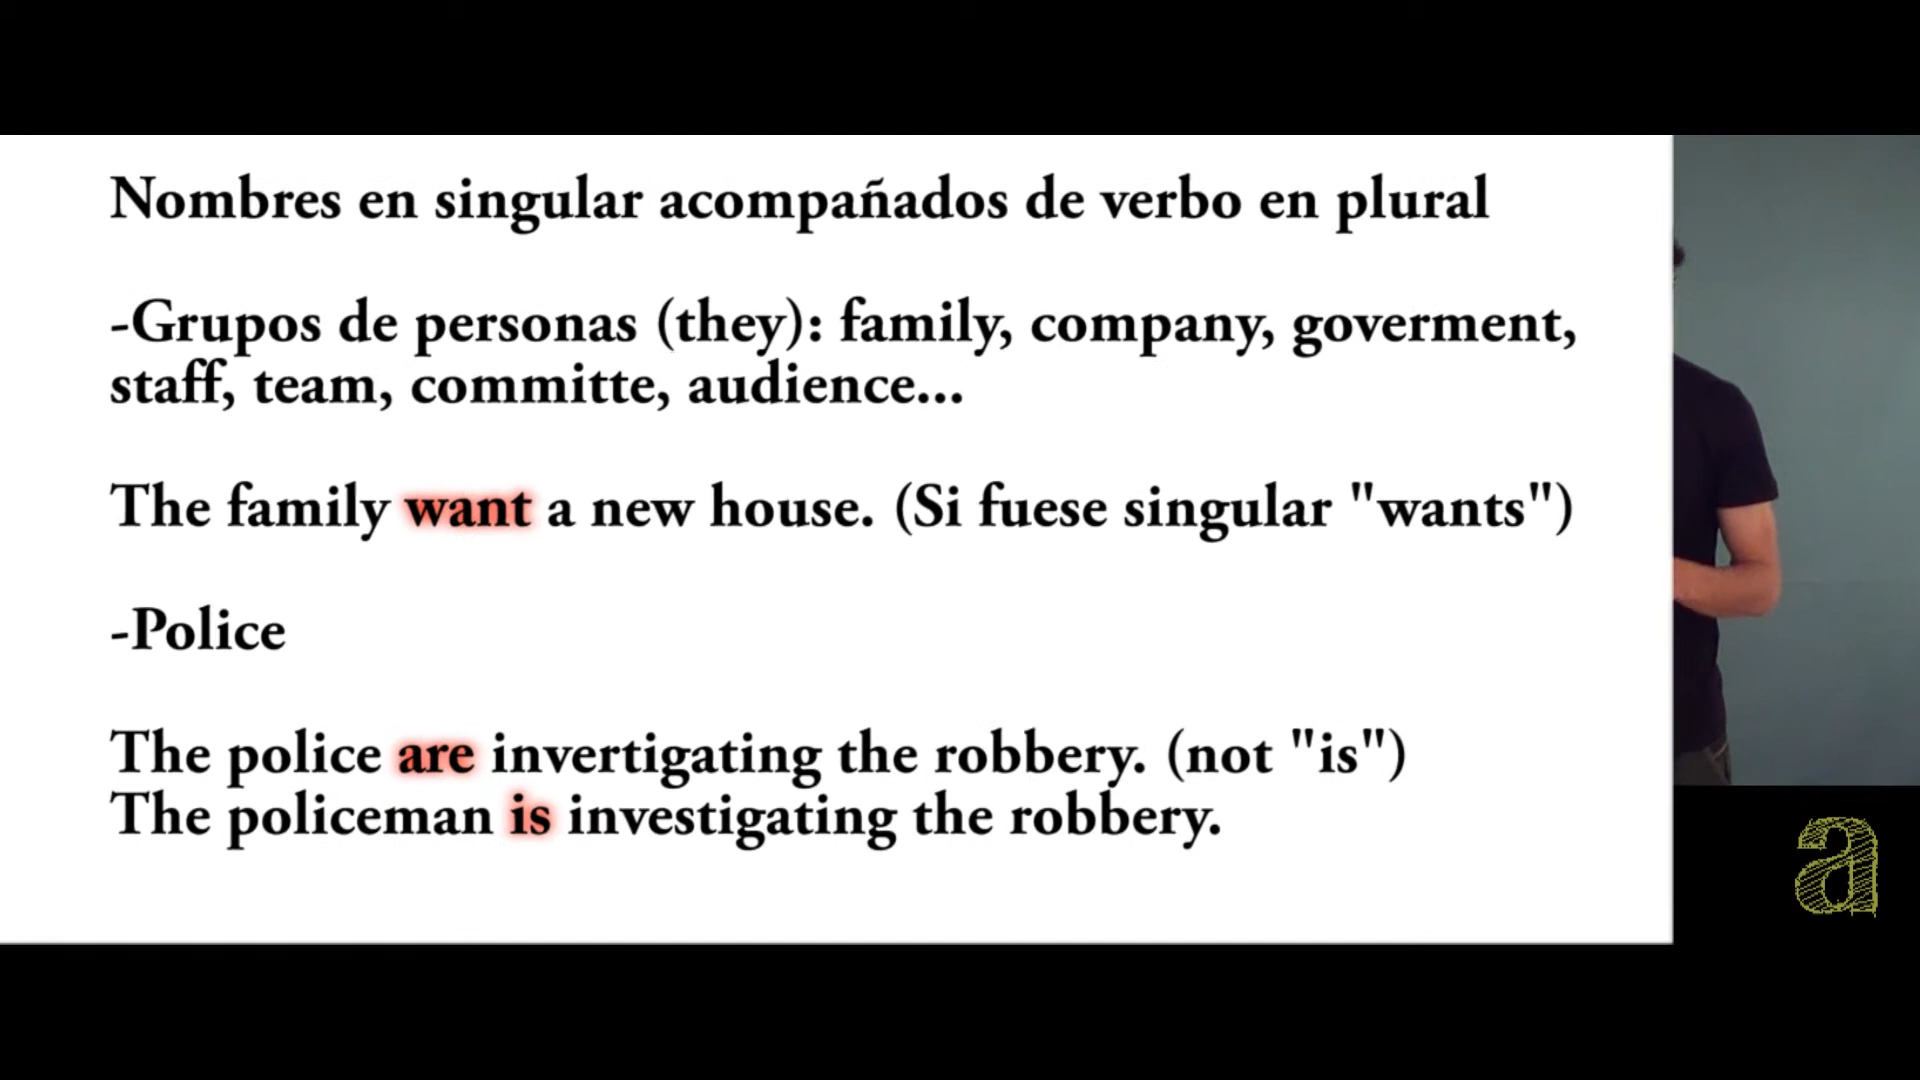 Nombres en singular acompañados de verbo en plural
-Grupos de personas (they): family, company, goverment,
staff, team, committe, audience...
The family want a new house. (Si fuese singular "wants")
-Police
The police are invertigating the robbery. (not "is")
The policeman is investigating the robbery.
a